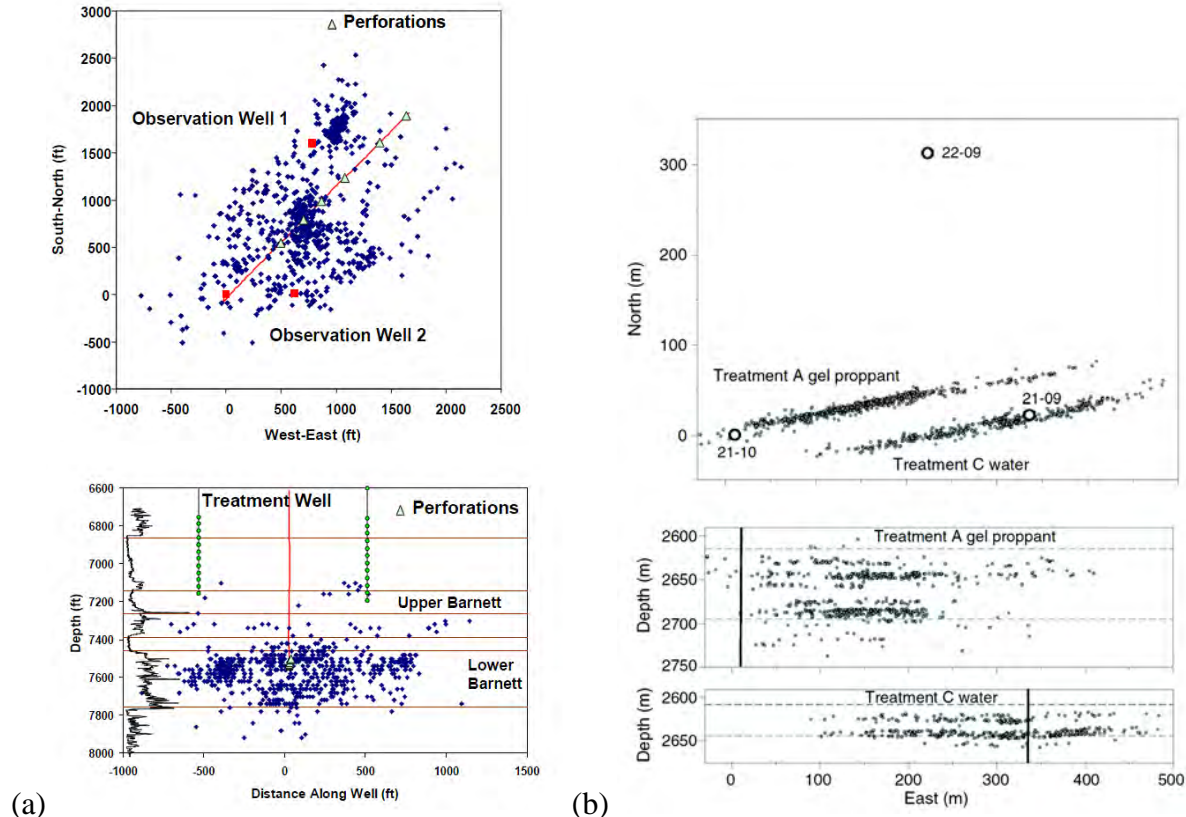 3000
2500
2000
1500
1000
500
0
-500
-1000
-1000 -500 0 500 1000 1500 2000 2500
South-North (ft)
West-East (ft)
Perforations
Observation Well 1
Observation Well 2
6600
6800
7000
7200
7400
7600
7800
8000
-1000 -500 0 500 1000 1500
Depth (ft)
Distance Along Well (ft)
Treatment Well
Perforations
Upper Barnett
Lower
Barnett
(a)
300
200
100
0
North (m)
22-09
Treatment A gel proppant
21-09
21-10
Treatment C water
2600
2650
2700
2750
Depth (m)
Treatment A gel proppant
2600
2650
Depth (m)
Treatment C water
0 100 200 300 400 500
East (m)
(b)